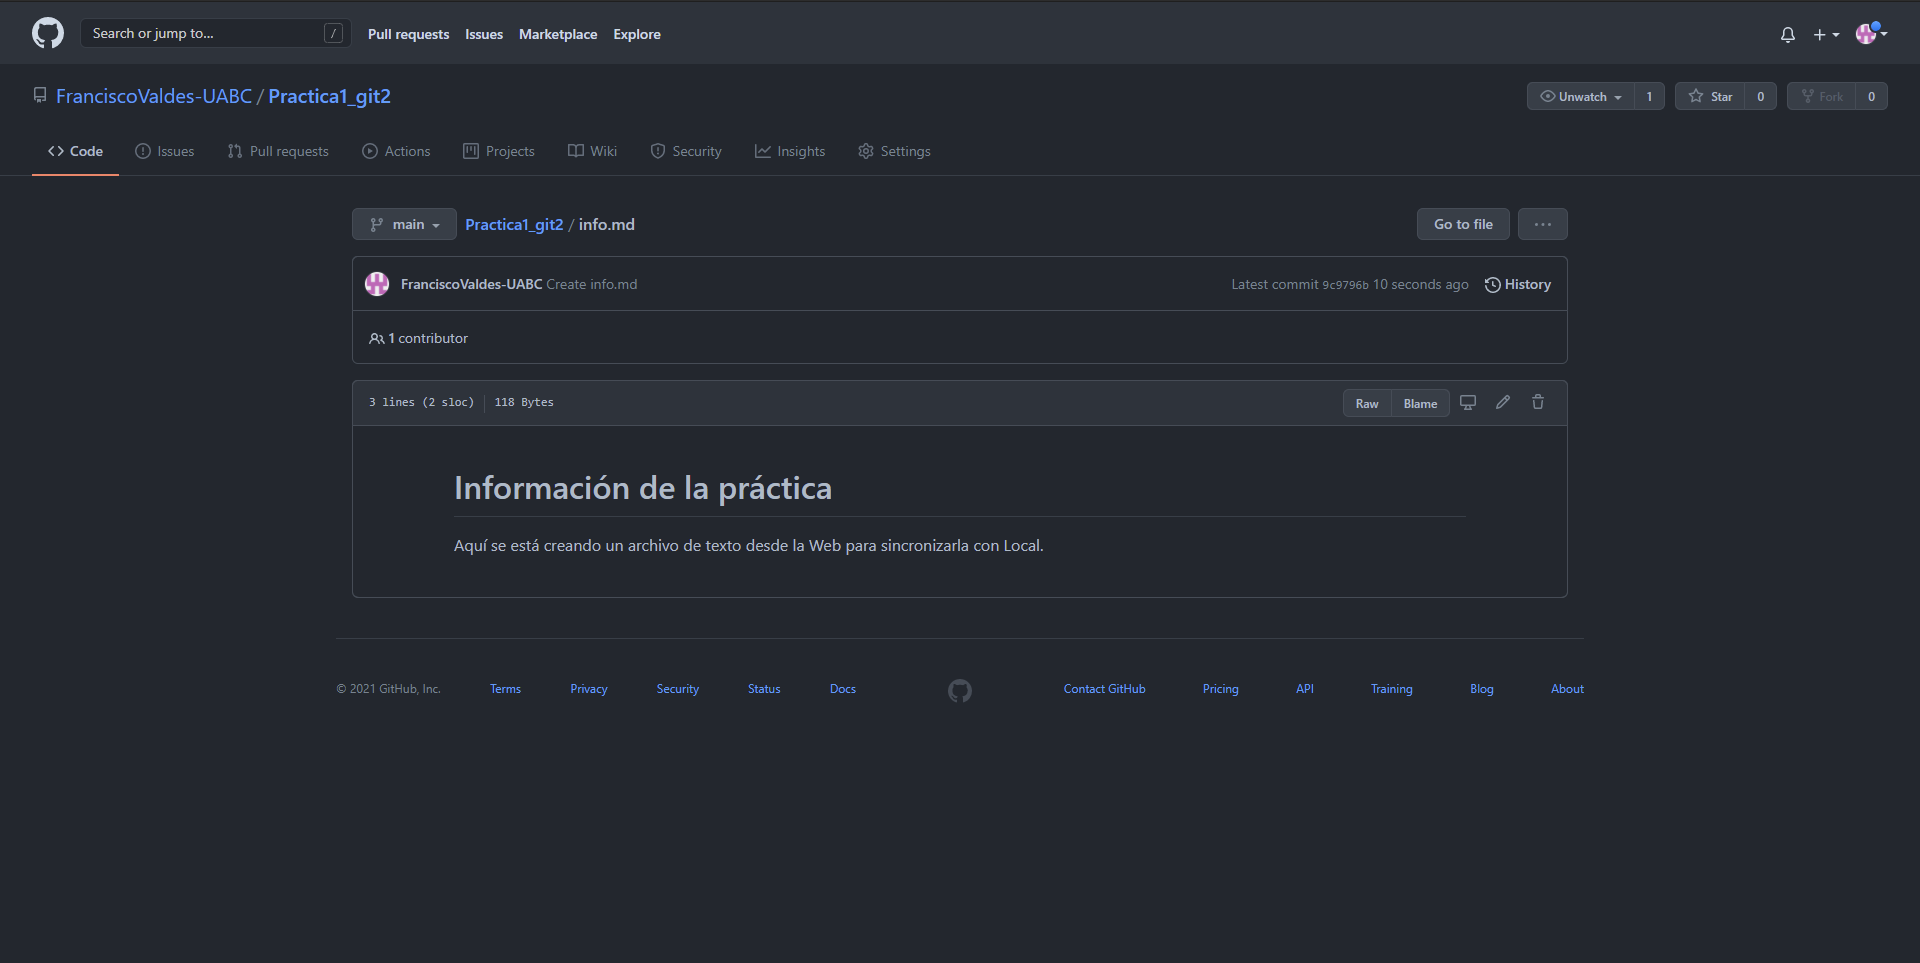 Search or jump to... /
Pull requests Issues Marketplace Explore
FranciscoValdes-UABC / Practica1_git2
Unwatch 1 Star 0 Fork 0
Code Issues Pull requests Actions Projects Wiki Security Insights Settings
main Practica1_git2 / info.md Go to file ...
FranciscoValdes-UABC Create info.md Latest commit 9c9796b 10 seconds ago History
1 contributor
3 lines (2 sloc) 118 Bytes Raw Blame
Información de la práctica
Aquí se está creando un archivo de texto desde la Web para sincronizarla con Local.
© 2021 GitHub, Inc. Terms Privacy Security Status Docs Contact GitHub Pricing API Training Blog About